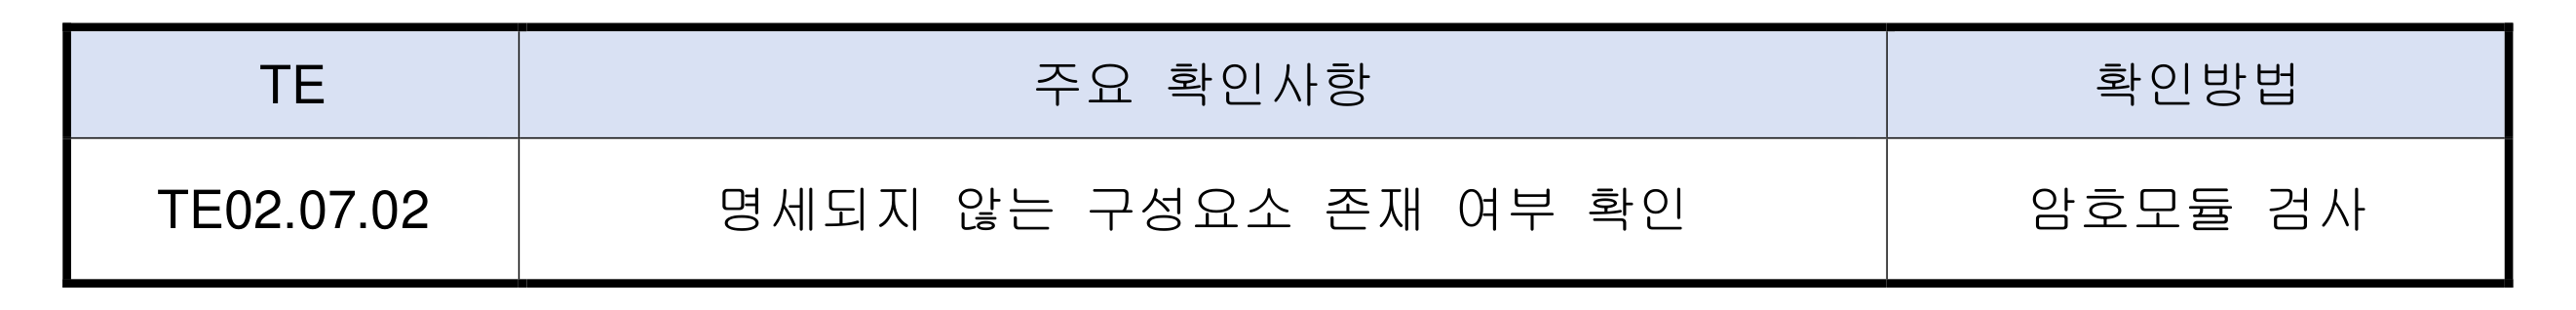 TE 주요 확인사항 확인방법
TE02.07.02 명세되지 않는 구성요소 존재 여부 확인 암호모듈 검사